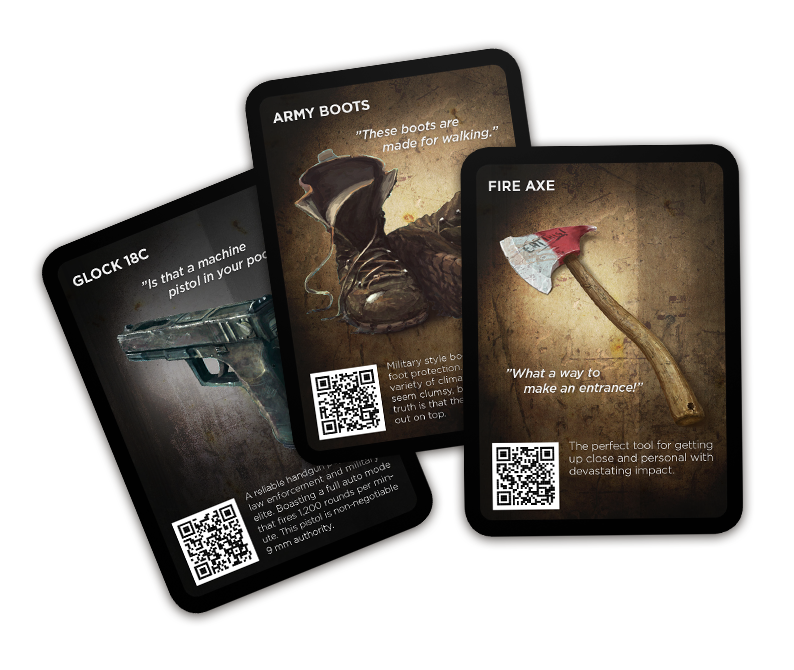 GLOCK 18C
"Is that a machine
pistol in your
A reliable handgun
law enforcement and military
elite. Boasting a full auto mode
that fires 1,200 rounds per min-
ute. This pistol is non-negotiable
9 mm authority.
ARMY BOOTS
"These boots are
made for walking."
Military style
foot protection.
variety of
seem clumsy,
truth is that
out on top.
FIRE AXE
EXIT
"What a way to
make an entrance!"
The perfect tool for getting
up close and personal with
devastating impact.